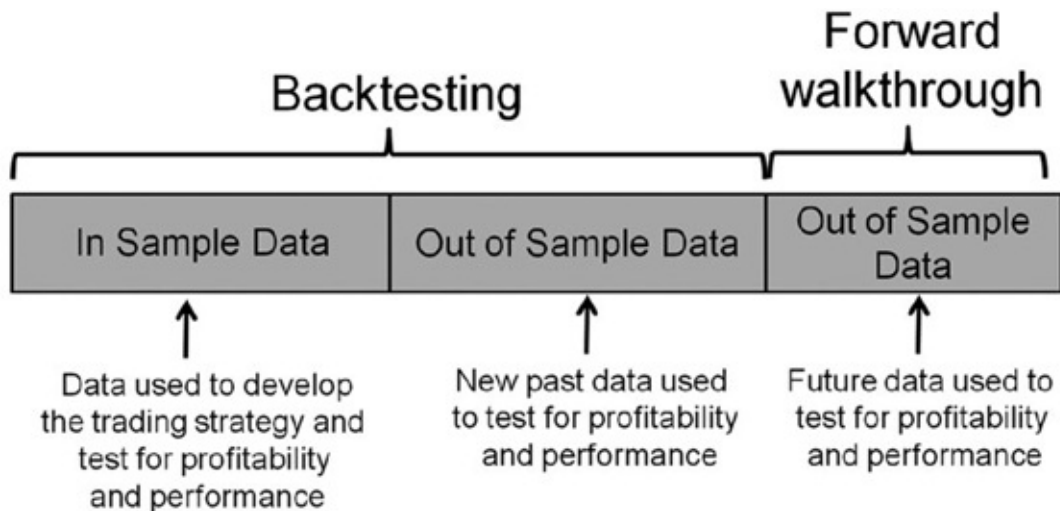 Backtesting
Forward
walkthrough
In Sample Data
Out of Sample Data
Out of Sample
Data
Data used to develop
the trading strategy and
test for profitability
and performance
New past data used
to test for profitability
and performance
Future data used to
test for profitability
and performance